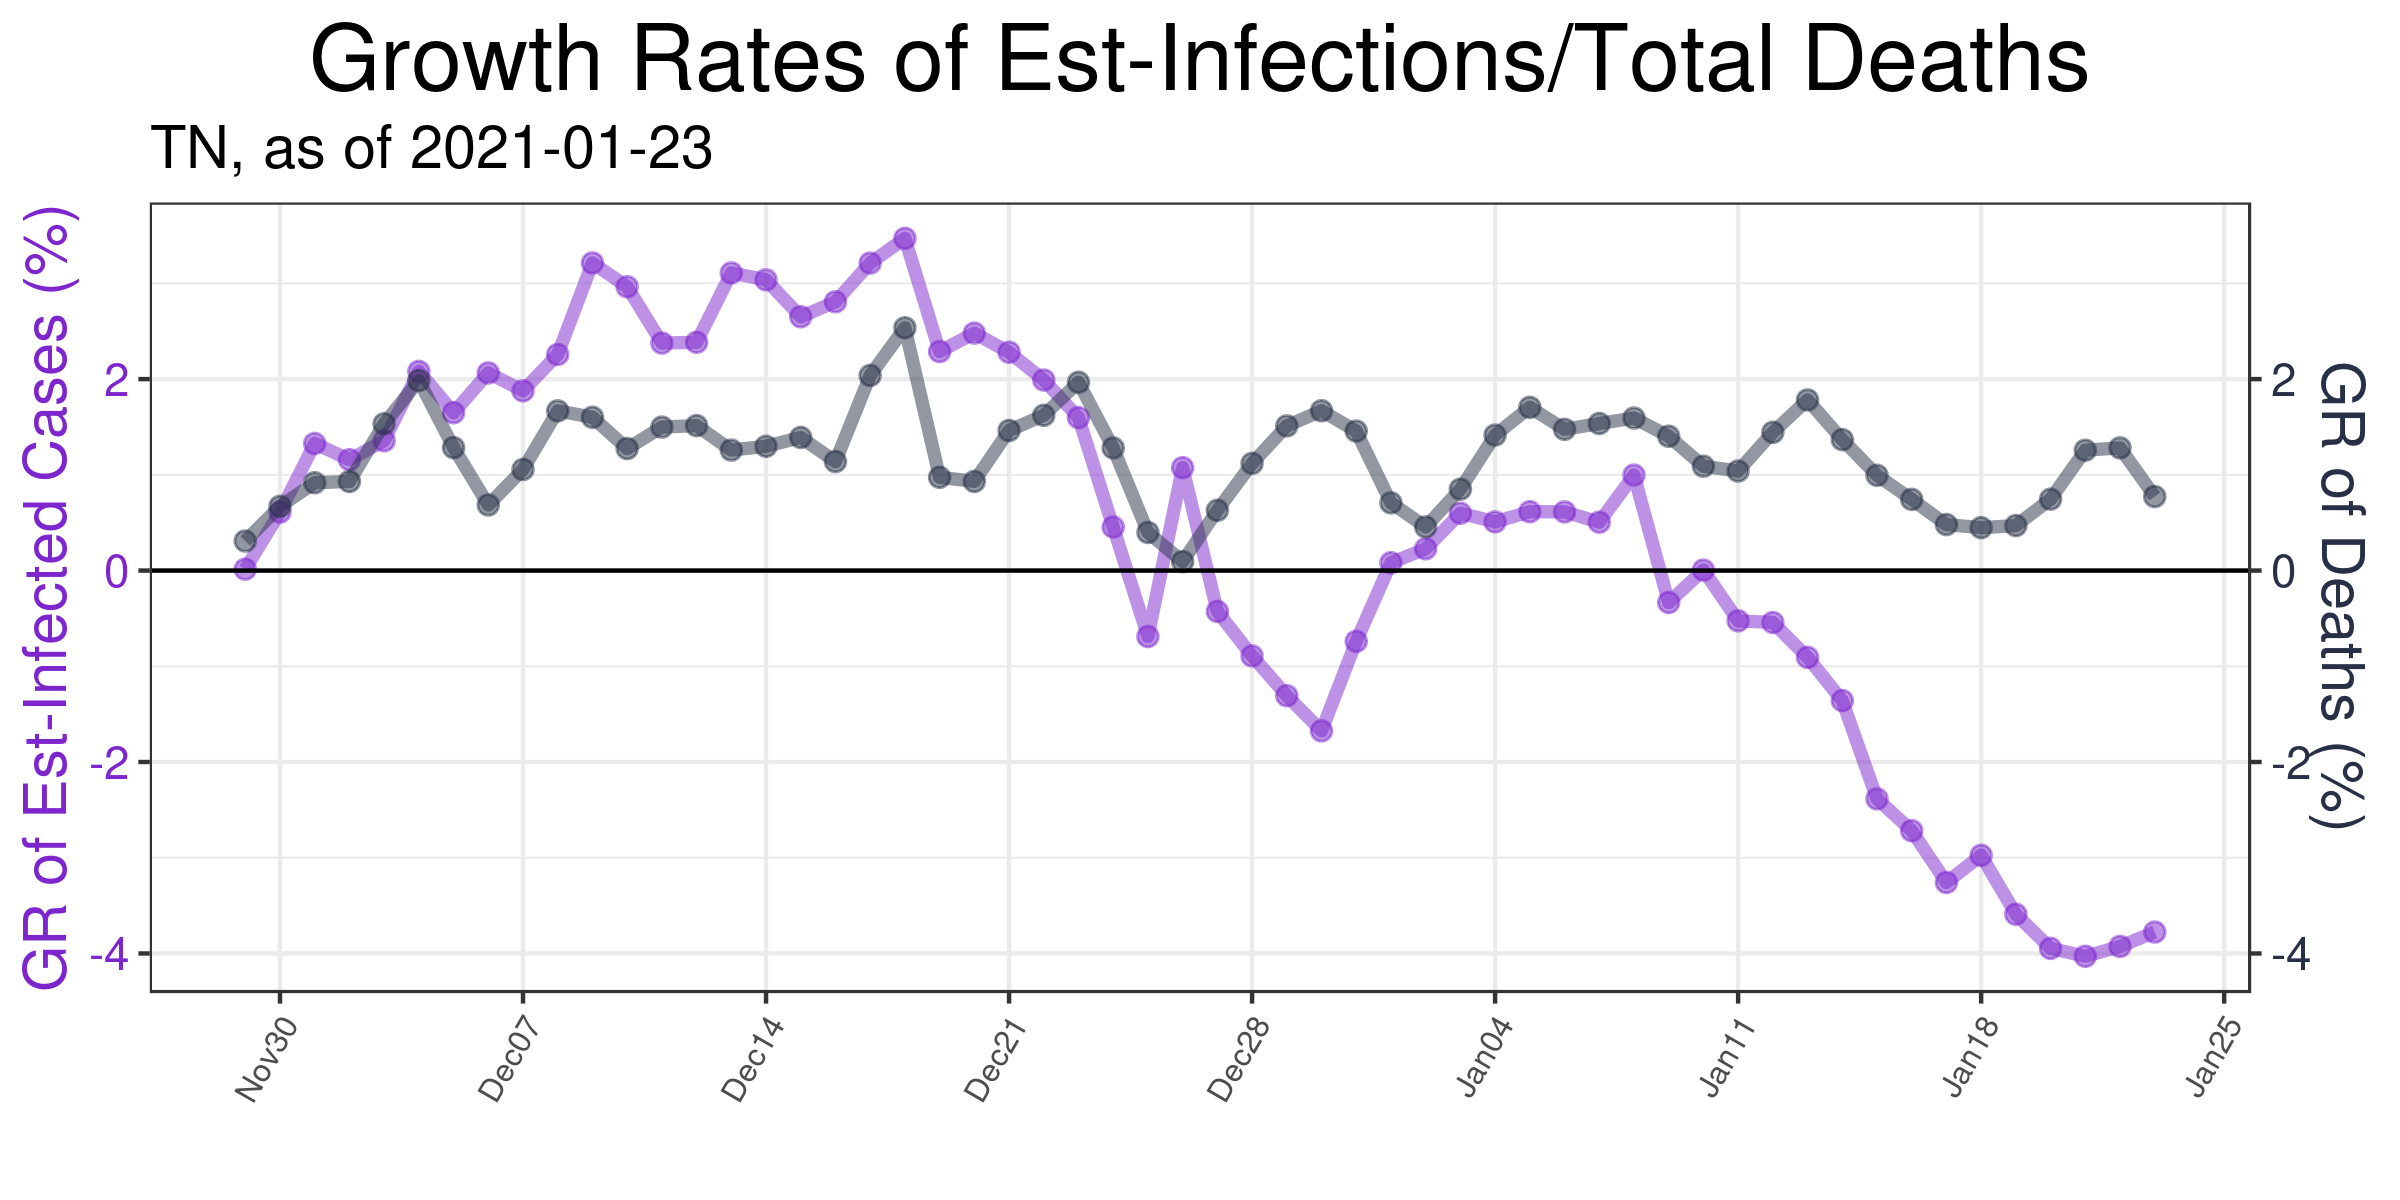 Growth Rates of Est-Infections/Total Deaths
TN, as of 2021-01-23
GR of Est-Infected Cases (%)
2
0
-2
-4
2
0
-2
-4
GR of Deaths (%)
Nov30
Dec07
Dec14
Dec21
Dec28
Jan04
Jan11
Jan18
Jan25